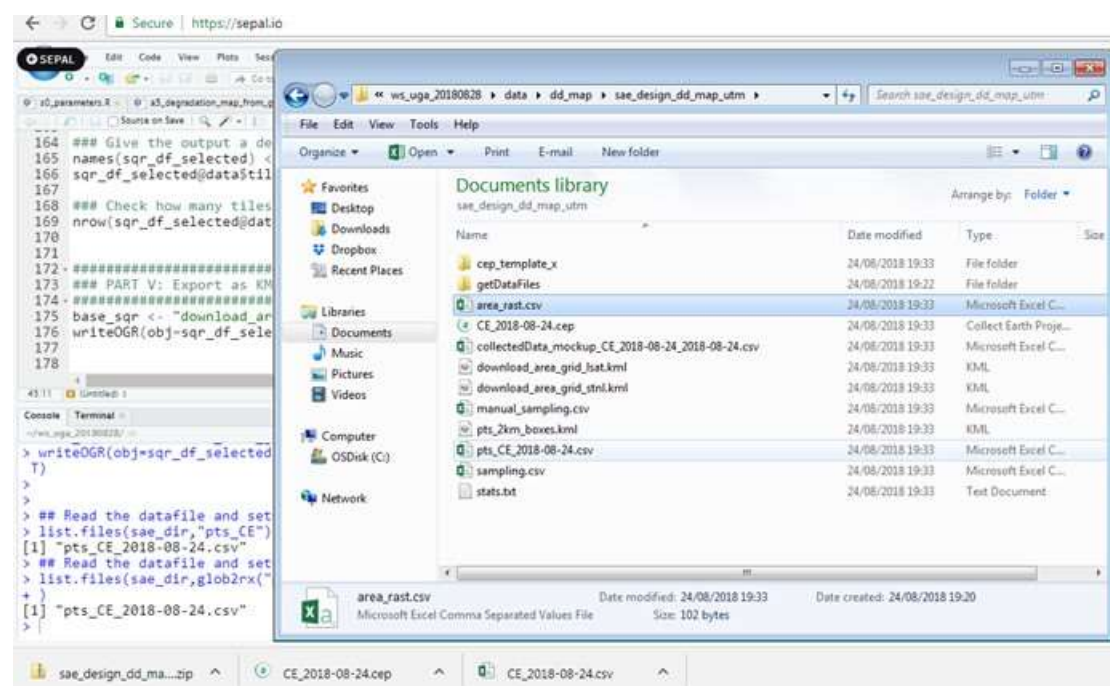 Secure | https://sepal.io
SEPAL Edit Code View Plots Sess
Source on Save
164 ### Give the output a de
165 names(sqr_df_selected) <
166 sqr_df_selected@data$til
167
168 ### Check how many tiles
169 nrow(sqr_df_selected@dat
170
171
172 ########################
173 ### PART V: Export as KM
174 ########################
175 base_sqr <- "download_ar
176 writeOGR(obj=sqr_df_sele
177
178
43:11 (Untitled)
Console Terminal
~/ws_uga_20180828/
> writeOGR(obj=sqr_df_selected
T)
>
>
> ## Read the datafile and set
> list.files(sae_dir,"pts_CE")
[1] "pts_CE_2018-08-24.csv"
> ## Read the datafile and set
> list.files(sae_dir,glob2rx("
+ )
[1] "pts_CE_2018-08-24.csv"
>
« ws_uga_20180828 data dd_map sae_design_dd_map_utm
Search sae_design_dd_map_utm
File Edit View Tools Help
Organize Open Print E-mail New folder
Favorites
Desktop
Downloads
Dropbox
Recent Places
Libraries
Documents
Music
Pictures
Videos
Computer
OSDisk (C:)
Network
Documents library
sae_design_dd_map_utm
Arrange by: Folder
Name Date modified Type Size
cep_template_x 24/08/2018 19:33 File folder
getDataFiles 24/08/2018 19:22 File folder
area_rast.csv 24/08/2018 19:33 Microsoft Excel C...
CE_2018-08-24.cep 24/08/2018 19:33 Collect Earth Proje...
collectedData_mockup_CE_2018-08-24_2018-08-24.csv 24/08/2018 19:33 Microsoft Excel C...
download_area_grid_lsat.kml 24/08/2018 19:33 KML
download_area_grid_stnl.kml 24/08/2018 19:33 KML
manual_sampling.csv 24/08/2018 19:33 Microsoft Excel C...
pts_2km_boxes.kml 24/08/2018 19:33 KML
pts_CE_2018-08-24.csv 24/08/2018 19:33 Microsoft Excel C...
sampling.csv 24/08/2018 19:33 Microsoft Excel C...
stats.txt 24/08/2018 19:33 Text Document
area_rast.csv Date modified: 24/08/2018 19:33 Date created: 24/08/2018 19:20
Microsoft Excel Comma Separated Values File Size: 102 bytes
sae_design_dd_ma....zip CE_2018-08-24.cep CE_2018-08-24.csv